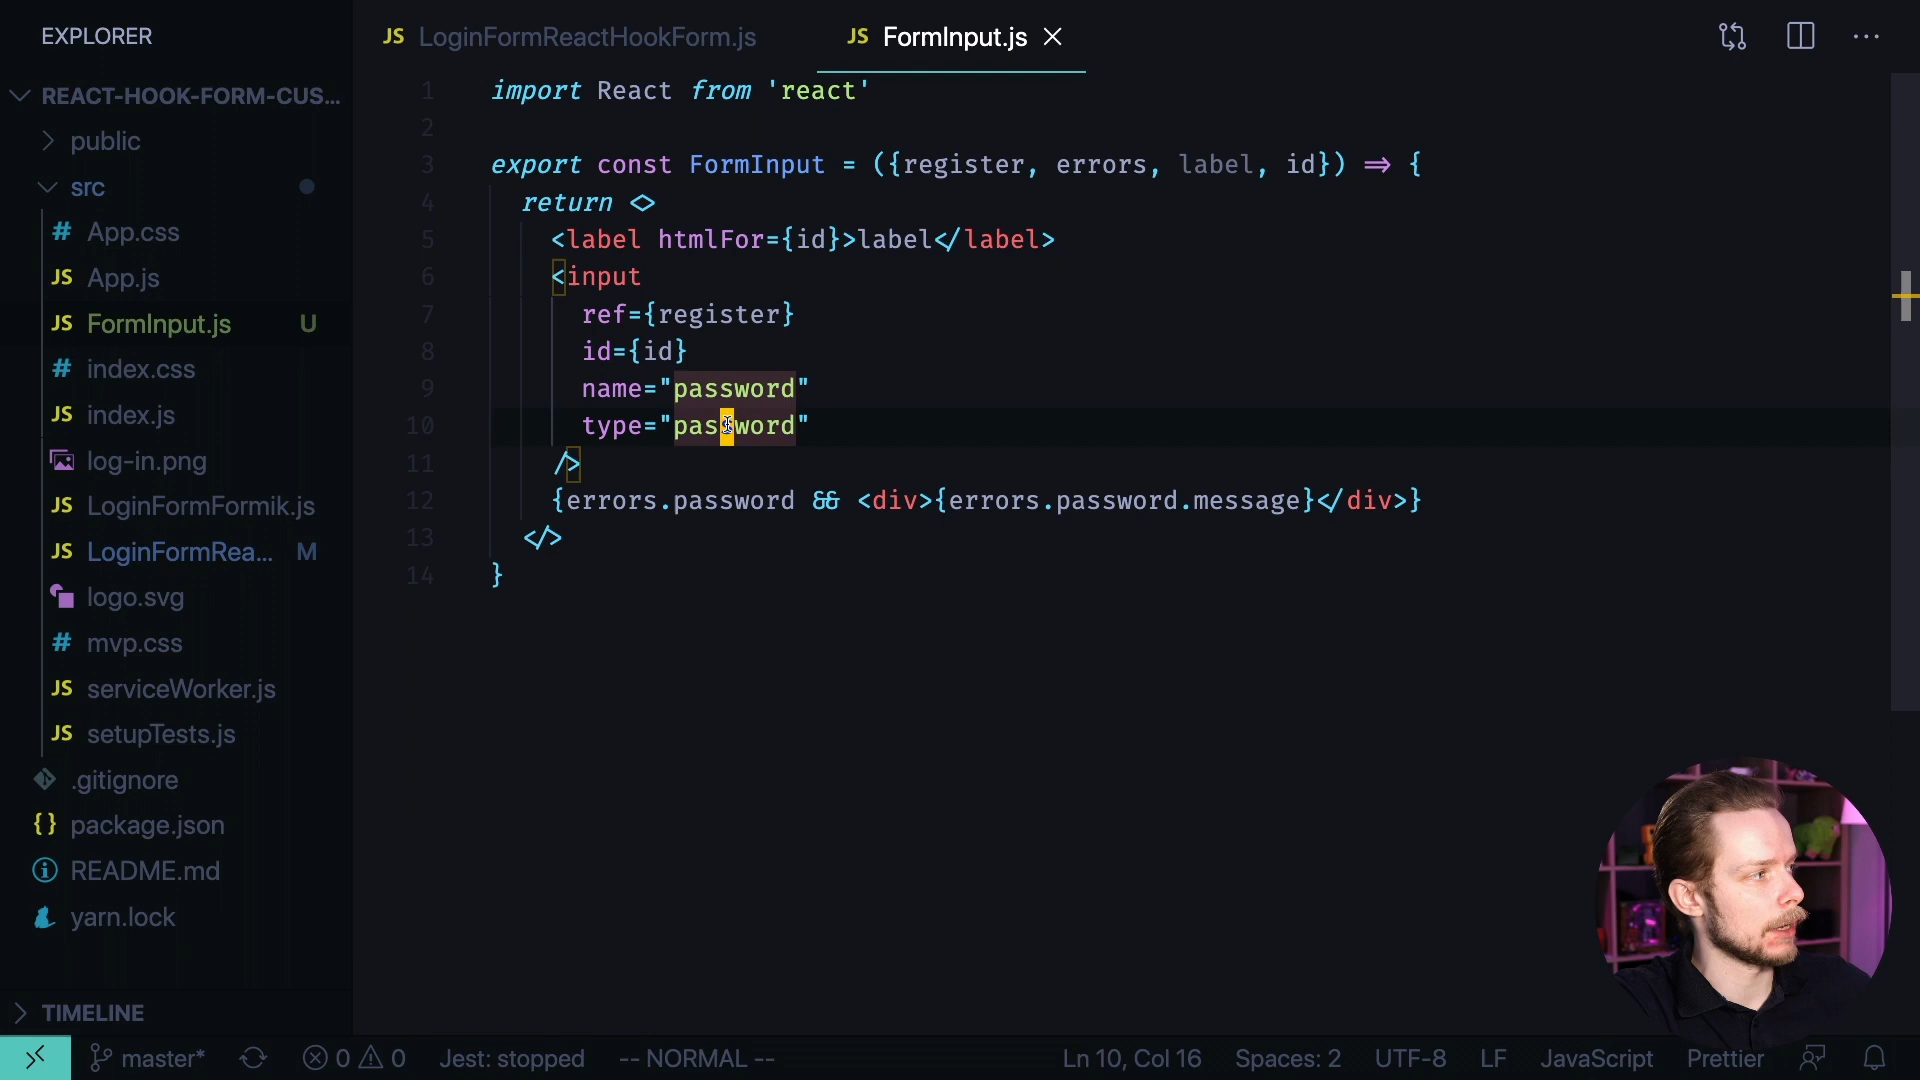 EXPLORER
REACT-HOOK-FORM-CUS...
public
src
# App.css
JS App.js
JS FormInput.js U
# index.css
JS index.js
log-in.png
JS LoginFormFormik.js
JS LoginFormRea... M
logo.svg
# mvp.css
JS serviceWorker.js
JS setupTests.js
.gitignore
{} package.json
README.md
yarn.lock
TIMELINE
JS LoginFormReactHookForm.js
JS FormInput.js
1 import React from 'react'
2
3 export const FormInput = ({register, errors, label, id}) => {
4 return <>
5 <label htmlFor={id}>label</label>
6 <input
7 ref={register}
8 id={id}
9 name="password"
10 type="password"
11 />
12 {errors.password && <div>{errors.password.message}</div>}
13 </>
14 }
master* 0 0 Jest: stopped -- NORMAL -- Ln 10, Col 16 Spaces: 2 UTF-8 LF JavaScript Prettier